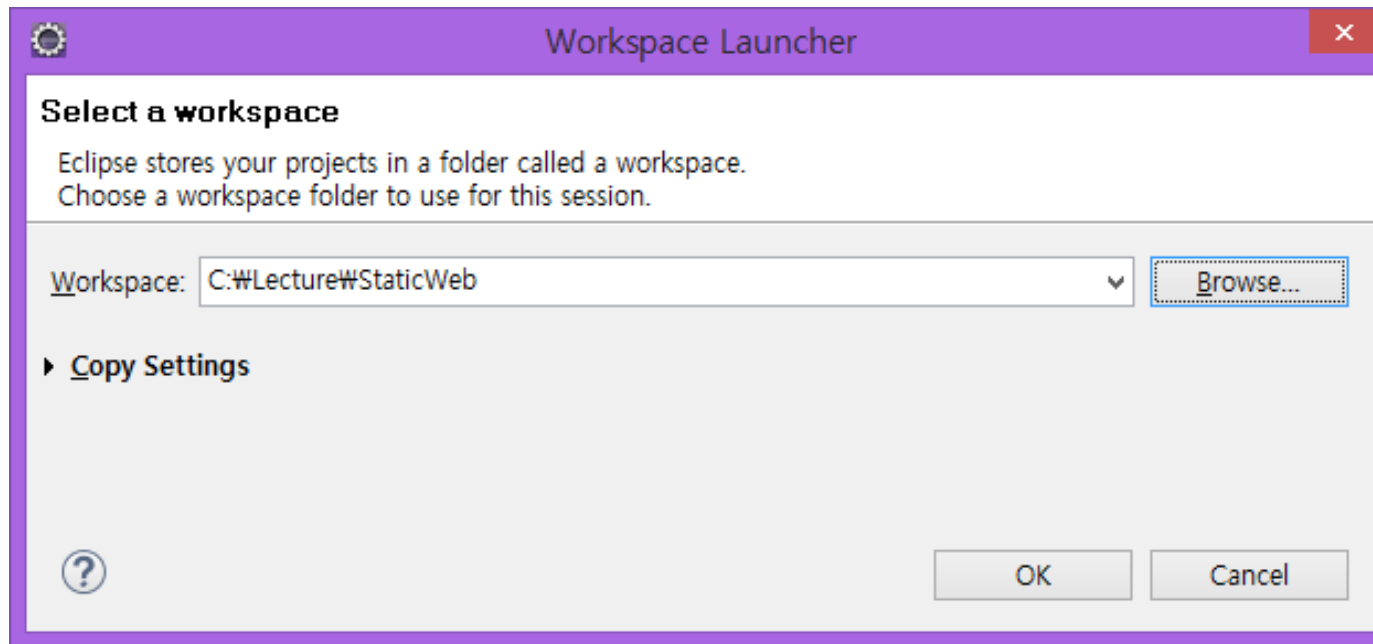 Workspace Launcher
Select a workspace
Eclipse stores your projects in a folder called a workspace.
Choose a workspace folder to use for this session.
Workspace: C:₩Lecture₩StaticWeb Browse...
Copy Settings
OK Cancel